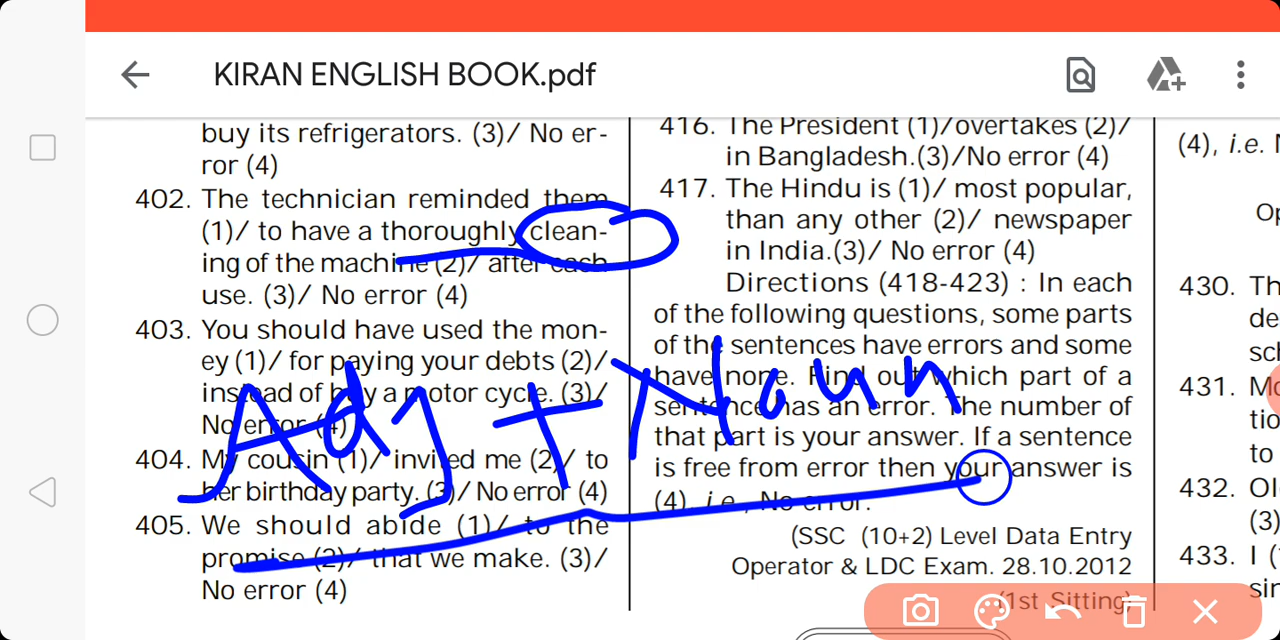 KIRAN ENGLISH BOOK.pdf
buy its refrigerators. (3)/ No er-
ror (4)
402. The technician reminded them
(1)/ to have a thoroughly clean-
ing of the machine (2)/ after each
use. (3)/ No error (4)
403. You should have used the mon-
ey (1)/ for paying your debts (2)/
instead of buy a motor cycle. (3)/
No error (4)
404. My cousin (1)/ invited me (2)/ to
her birthday party. (3)/ No error (4)
405. We should abide (1)/ to the
promise (2)/ that we make. (3)/
No error (4)
Adj + Noun
416. The President (1)/overtakes (2)/
in Bangladesh.(3)/No error (4)
417. The Hindu is (1)/ most popular,
than any other (2)/ newspaper
in India.(3)/ No error (4)
Directions (418-423) : In each
of the following questions, some parts
of the sentences have errors and some
have none. Find out which part of a
sentence has an error. The number of
that part is your answer. If a sentence
is free from error then your answer is
(4), i.e., No error.
(SSC (10+2) Level Data Entry
Operator & LDC Exam. 28.10.2012
(1st Sitting)
(4), i.e.
430.
431.
432.
(3)
433. I